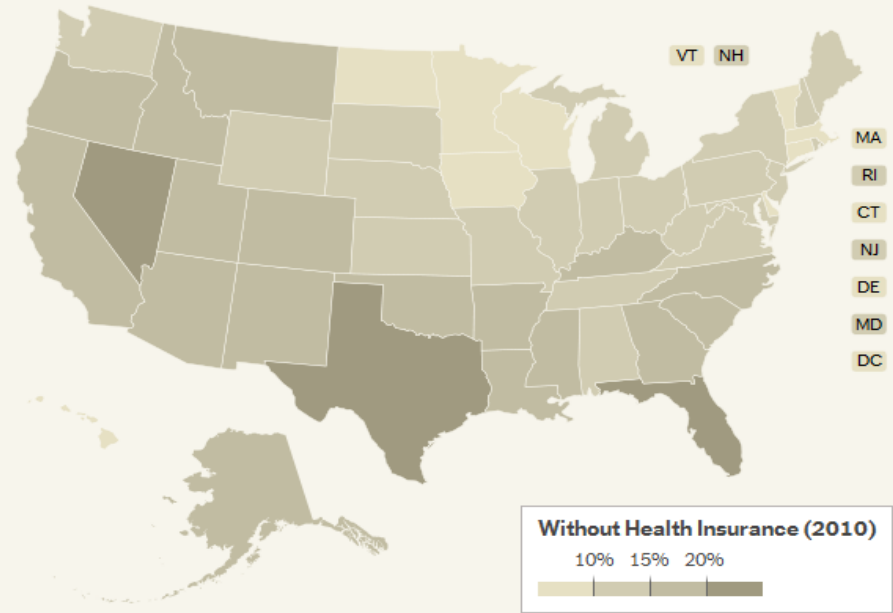 VT NH
MA
RI
CT
NJ
DE
MD
DC
Without Health Insurance (2010)
10% 15% 20%